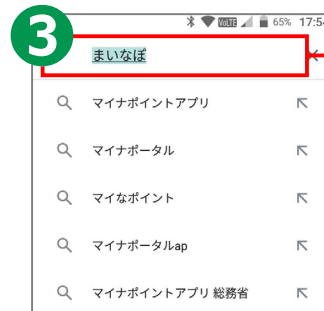 3
VoLTE 65% 17:54
まいなぽ
マイナポイントアプリ
マイナポータル
マイなポイント
マイナポータルap
マイナポイントアプリ 総務省